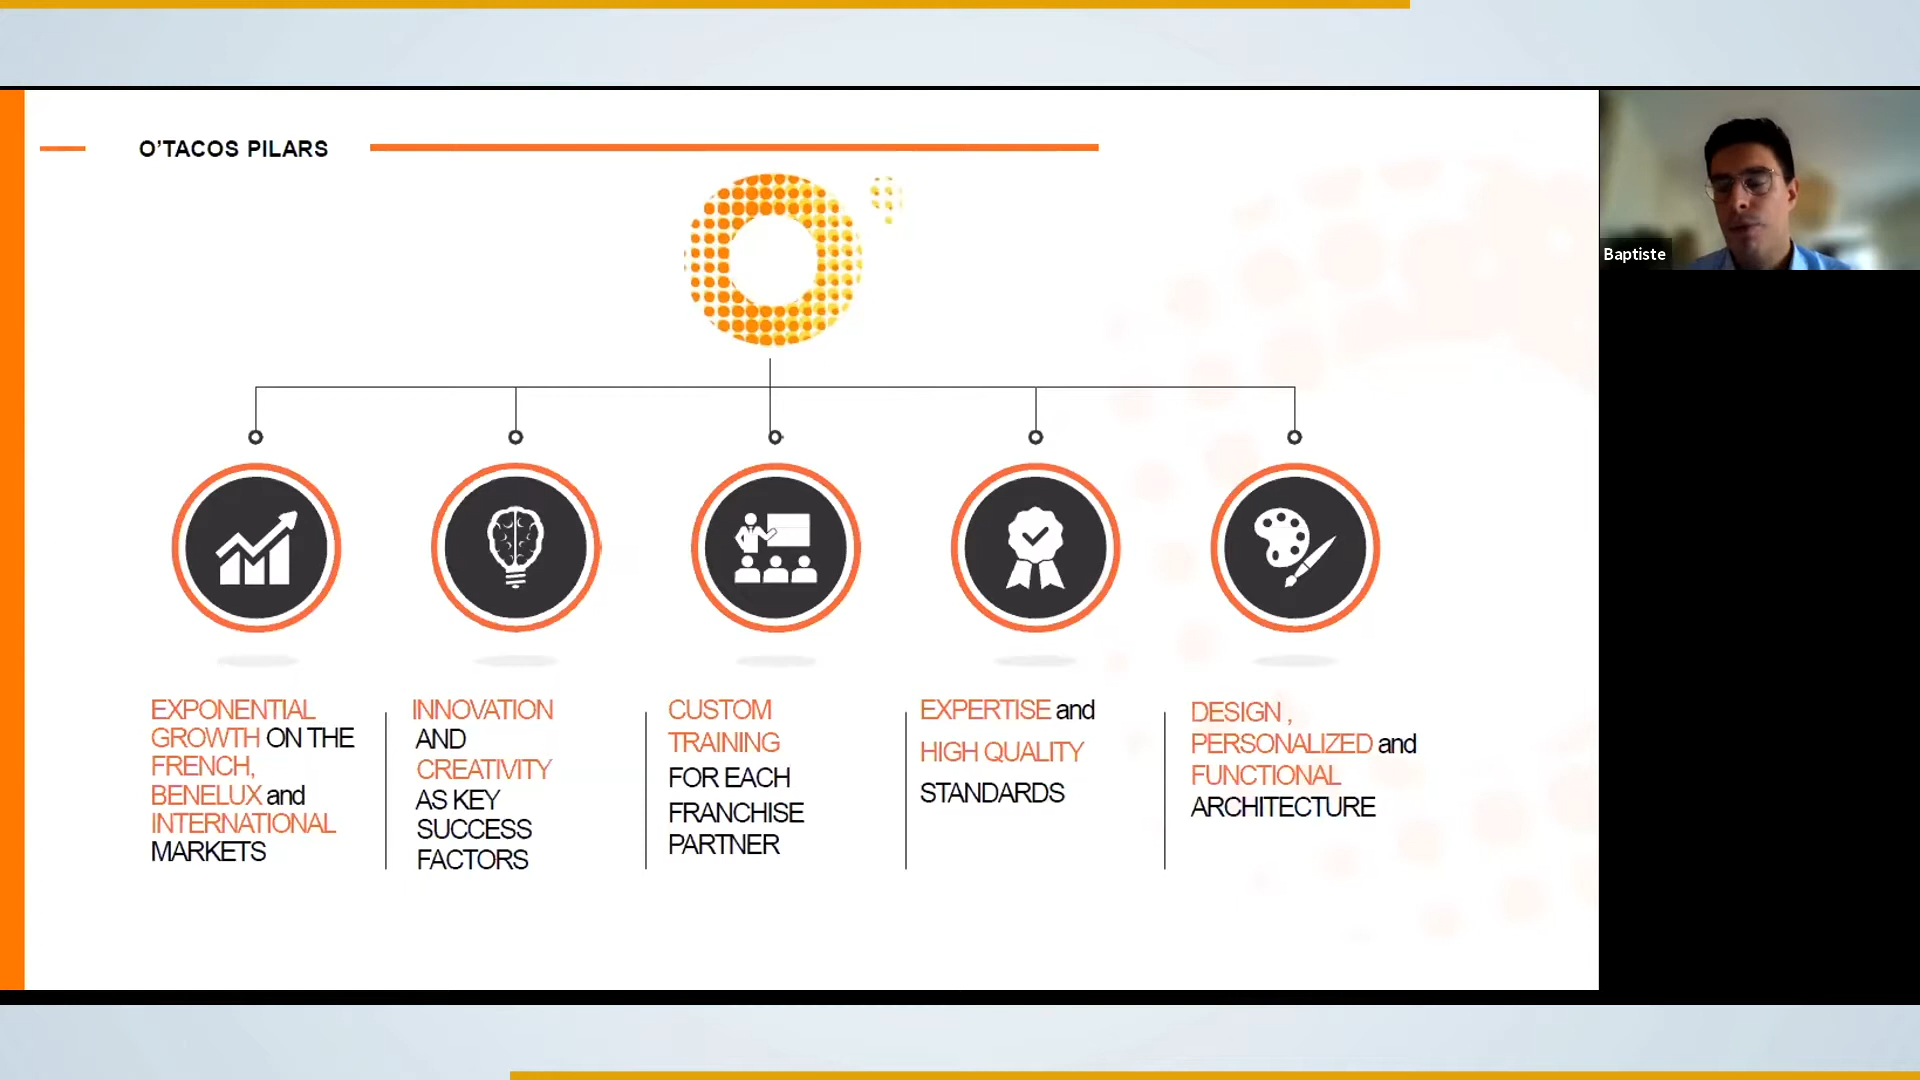 O'TACOS PILARS
Baptiste
EXPONENTIAL
GROWTH ON THE
FRENCH,
BENELUX and
INTERNATIONAL
MARKETS
INNOVATION
AND
CREATIVITY
AS KEY
SUCCESS
FACTORS
CUSTOM
TRAINING
FOR EACH
FRANCHISE
PARTNER
EXPERTISE and
HIGH QUALITY
STANDARDS
DESIGN ,
PERSONALIZED and
FUNCTIONAL
ARCHITECTURE